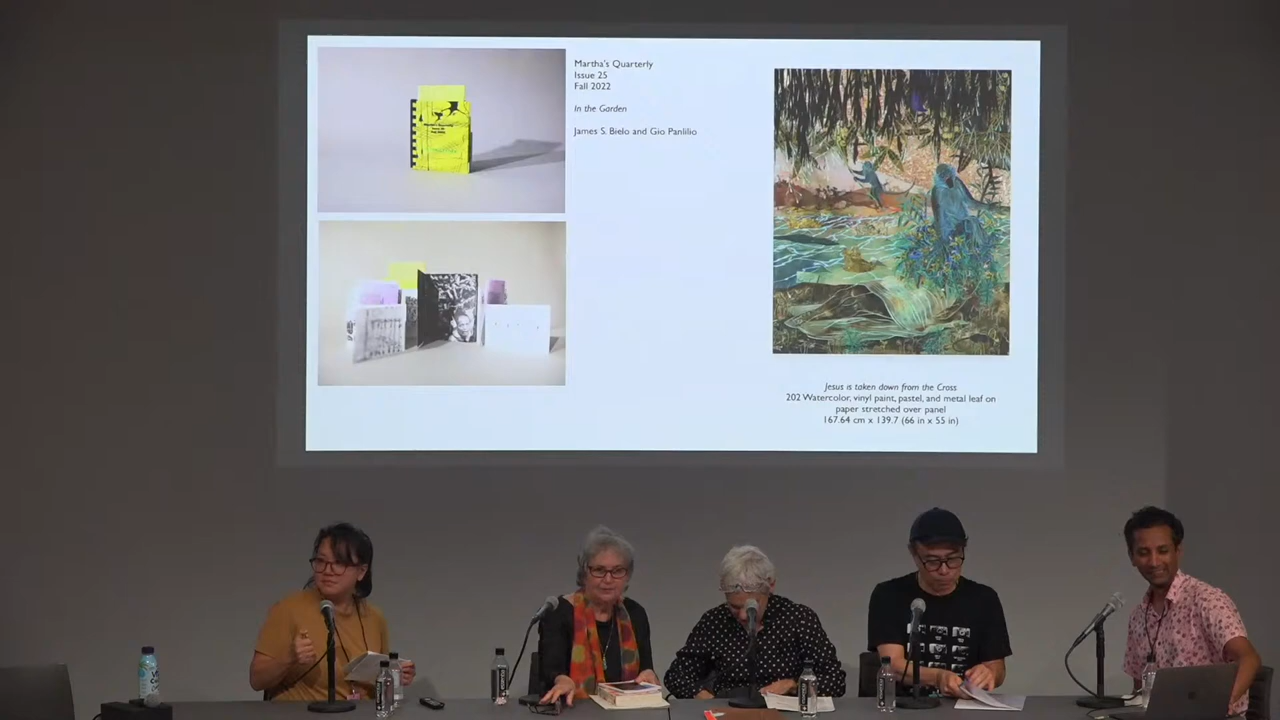 Martha's Quarterly
Issue 25
Fall 2022
In the Garden
James S. Bielo and Gio Panlilio
Jesus is taken down from the Cross
202 Watercolor, vinyl paint, pastel, and metal leaf on
paper stretched over panel
167.64 cm x 139.7 (66 in x 55 in)